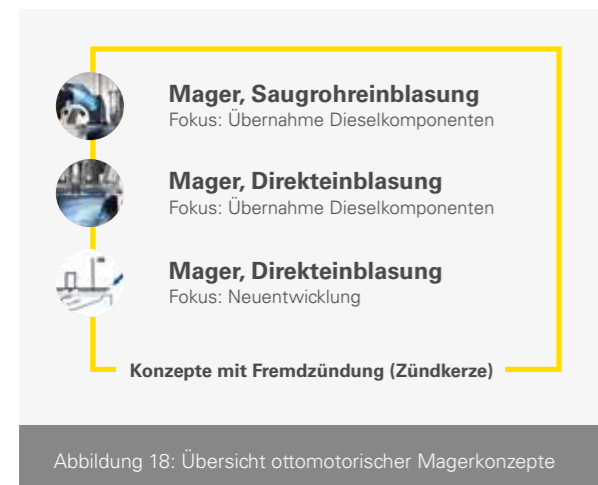 Mager, Saugrohreinblasung
Fokus: Übernahme Dieselkomponenten
Mager, Direkteinblasung
Fokus: Übernahme Dieselkomponenten
Mager, Direkteinblasung
Fokus: Neuentwicklung
Konzepte mit Fremdzündung (Zündkerze)
Abbildung 18: Übersicht ottomotorischer Magerkonzepte